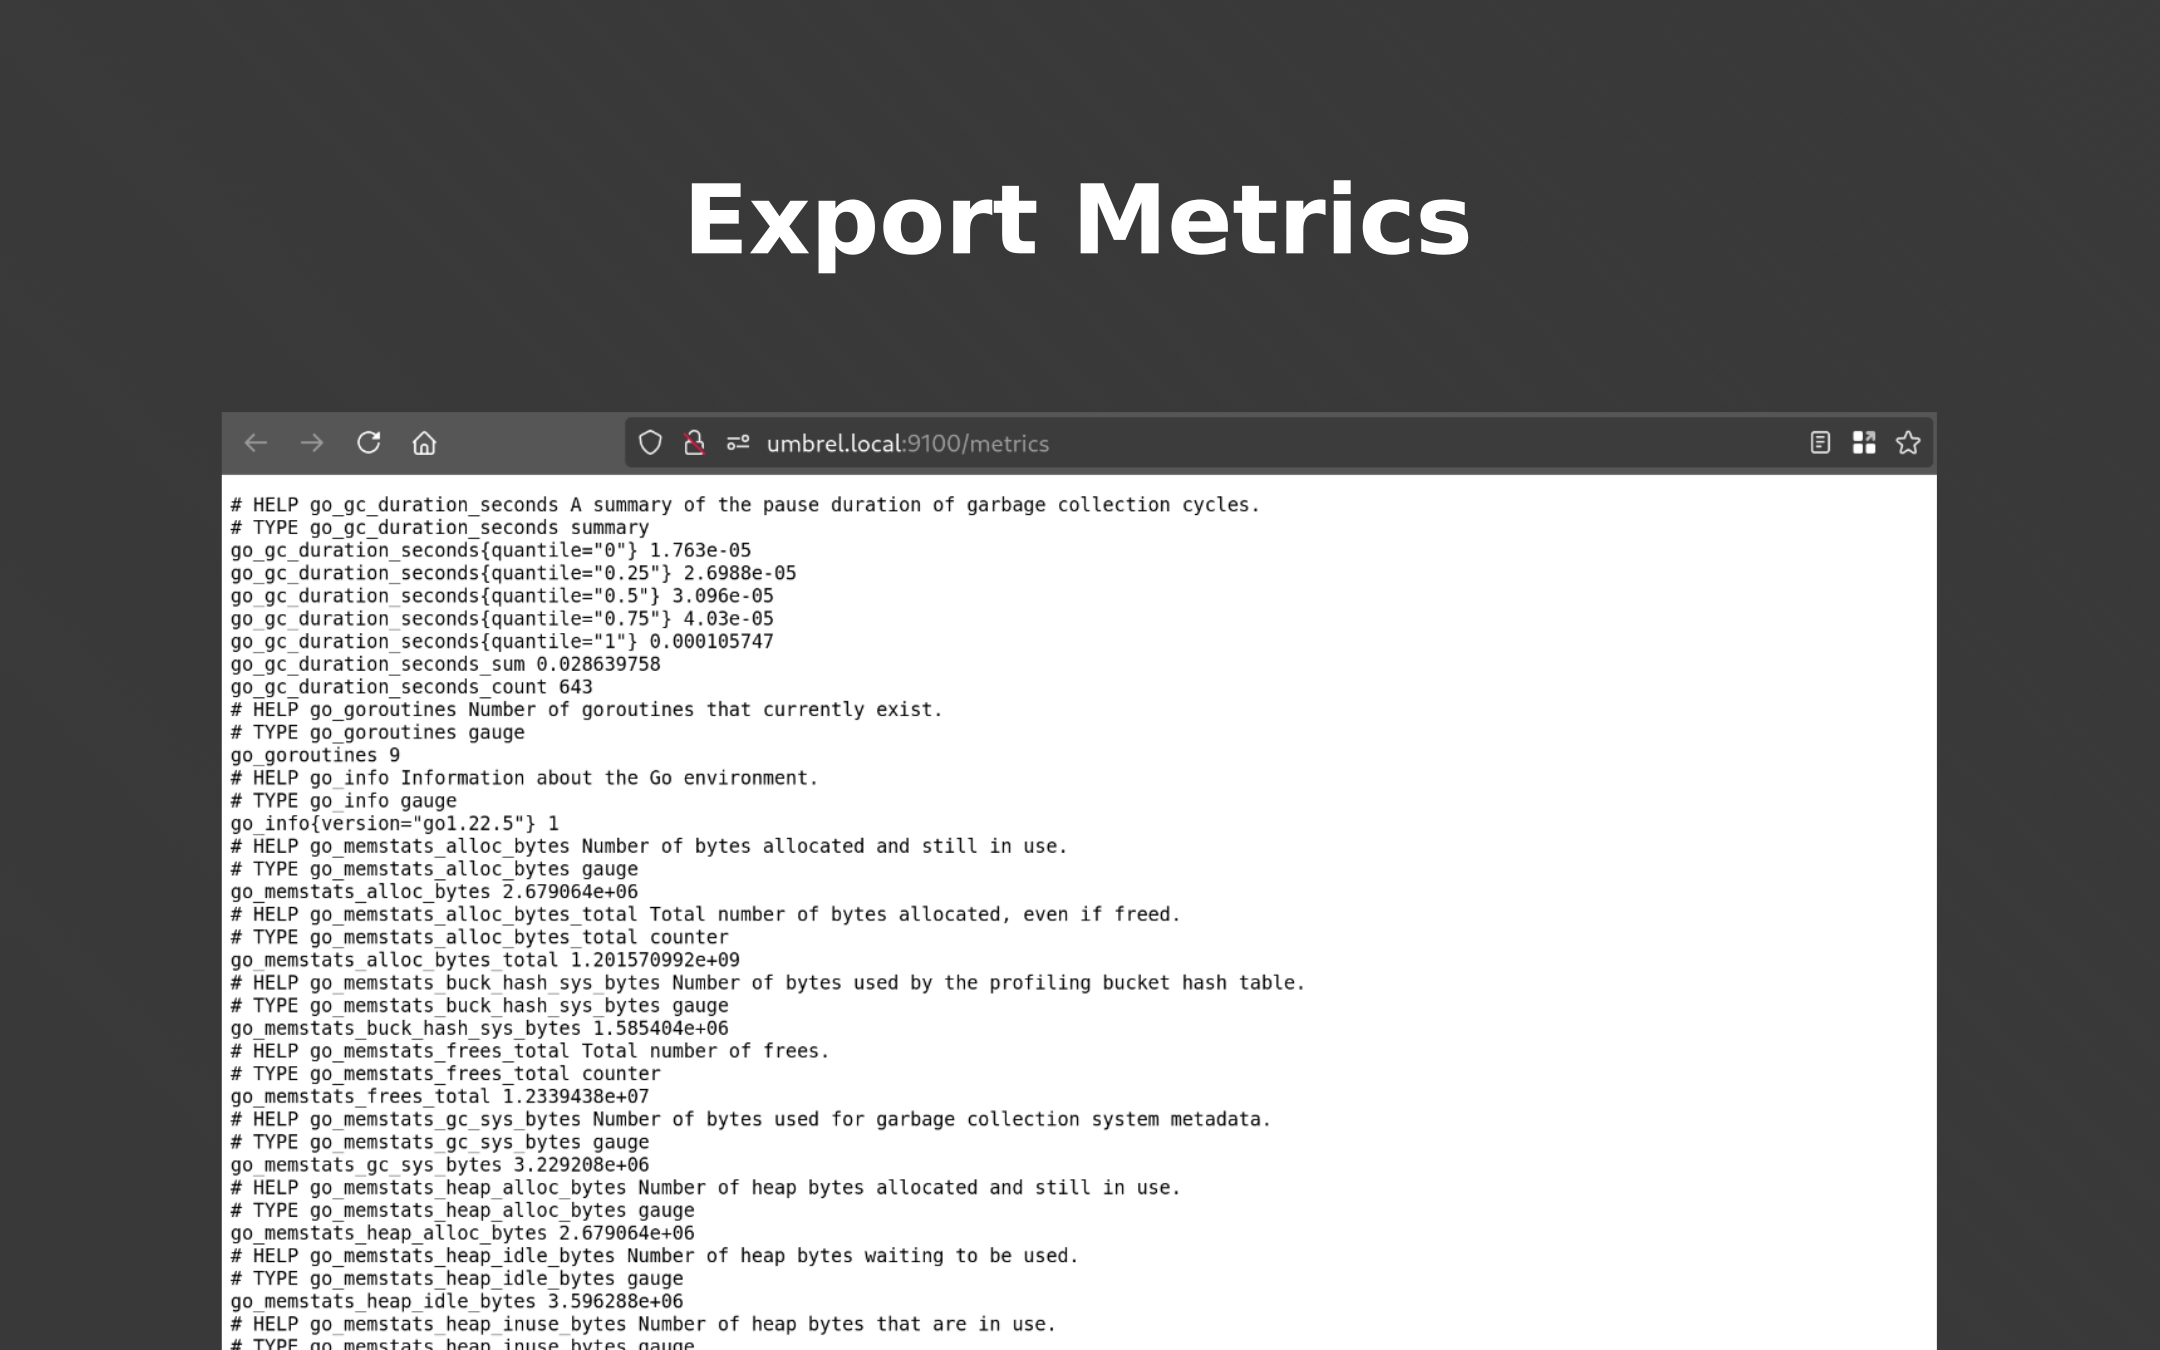 Export Metrics
umbrel.local:9100/metrics
# HELP go_gc_duration_seconds A summary of the pause duration of garbage collection cycles.
# TYPE go_gc_duration_seconds summary
go_gc_duration_seconds{quantile="0"} 1.763e-05
go_gc_duration_seconds{quantile="0.25"} 2.6988e-05
go_gc_duration_seconds{quantile="0.5"} 3.096e-05
go_gc_duration_seconds{quantile="0.75"} 4.03e-05
go_gc_duration_seconds{quantile="1"} 0.000105747
go_gc_duration_seconds_sum 0.028639758
go_gc_duration_seconds_count 643
# HELP go_goroutines Number of goroutines that currently exist.
# TYPE go_goroutines gauge
go_goroutines 9
# HELP go_info Information about the Go environment.
# TYPE go_info gauge
go_info{version="go1.22.5"} 1
# HELP go_memstats_alloc_bytes Number of bytes allocated and still in use.
# TYPE go_memstats_alloc_bytes gauge
go_memstats_alloc_bytes 2.679064e+06
# HELP go_memstats_alloc_bytes_total Total number of bytes allocated, even if freed.
# TYPE go_memstats_alloc_bytes_total counter
go_memstats_alloc_bytes_total 1.201570992e+09
# HELP go_memstats_buck_hash_sys_bytes Number of bytes used by the profiling bucket hash table.
# TYPE go_memstats_buck_hash_sys_bytes gauge
go_memstats_buck_hash_sys_bytes 1.585404e+06
# HELP go_memstats_frees_total Total number of frees.
# TYPE go_memstats_frees_total counter
go_memstats_frees_total 1.2339438e+07
# HELP go_memstats_gc_sys_bytes Number of bytes used for garbage collection system metadata.
# TYPE go_memstats_gc_sys_bytes gauge
go_memstats_gc_sys_bytes 3.229208e+06
# HELP go_memstats_heap_alloc_bytes Number of heap bytes allocated and still in use.
# TYPE go_memstats_heap_alloc_bytes gauge
go_memstats_heap_alloc_bytes 2.679064e+06
# HELP go_memstats_heap_idle_bytes Number of heap bytes waiting to be used.
# TYPE go_memstats_heap_idle_bytes gauge
go_memstats_heap_idle_bytes 3.596288e+06
# HELP go_memstats_heap_inuse_bytes Number of heap bytes that are in use.
# TYPE go_memstats_heap_inuse_bytes gauge